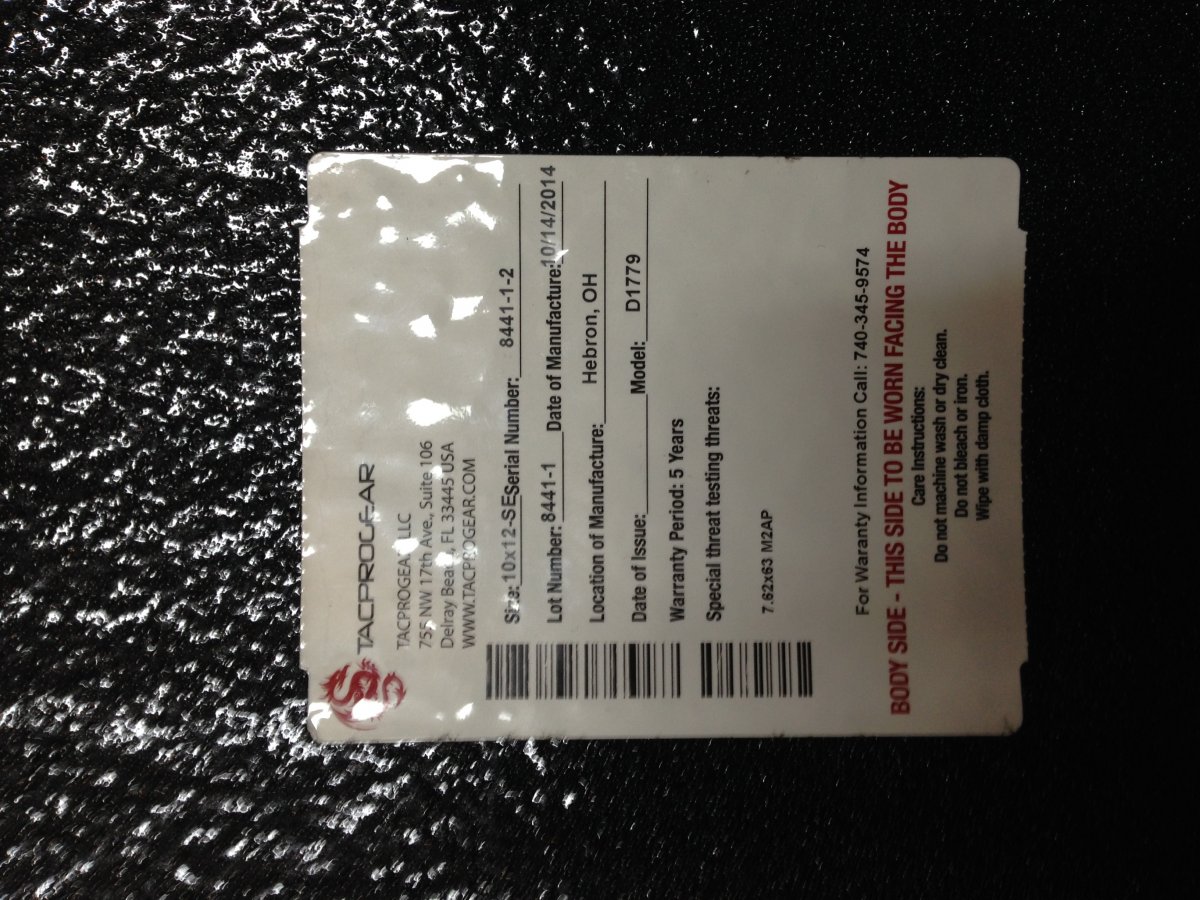 TACPROGEAR
TACPROGEAR, LLC
755 NW 17th Ave., Suite 106
Delray Beach, FL 33445 USA
WWW.TACPROGEAR.COM
Size: 10x12-SE Serial Number: 8441-1-2
Lot Number: 8441-1 Date of Manufacture: 10/14/2014
Location of Manufacture: Hebron, OH
Date of Issue: Model: D1779
Warranty Period: 5 Years
Special threat testing threats:
7.62x63 M2AP
For Warranty Information Call: 740-345-9574
BODY SIDE - THIS SIDE TO BE WORN FACING THE BODY
Care Instructions:
Do not machine wash or dry clean.
Do not bleach or iron.
Wipe with damp cloth.